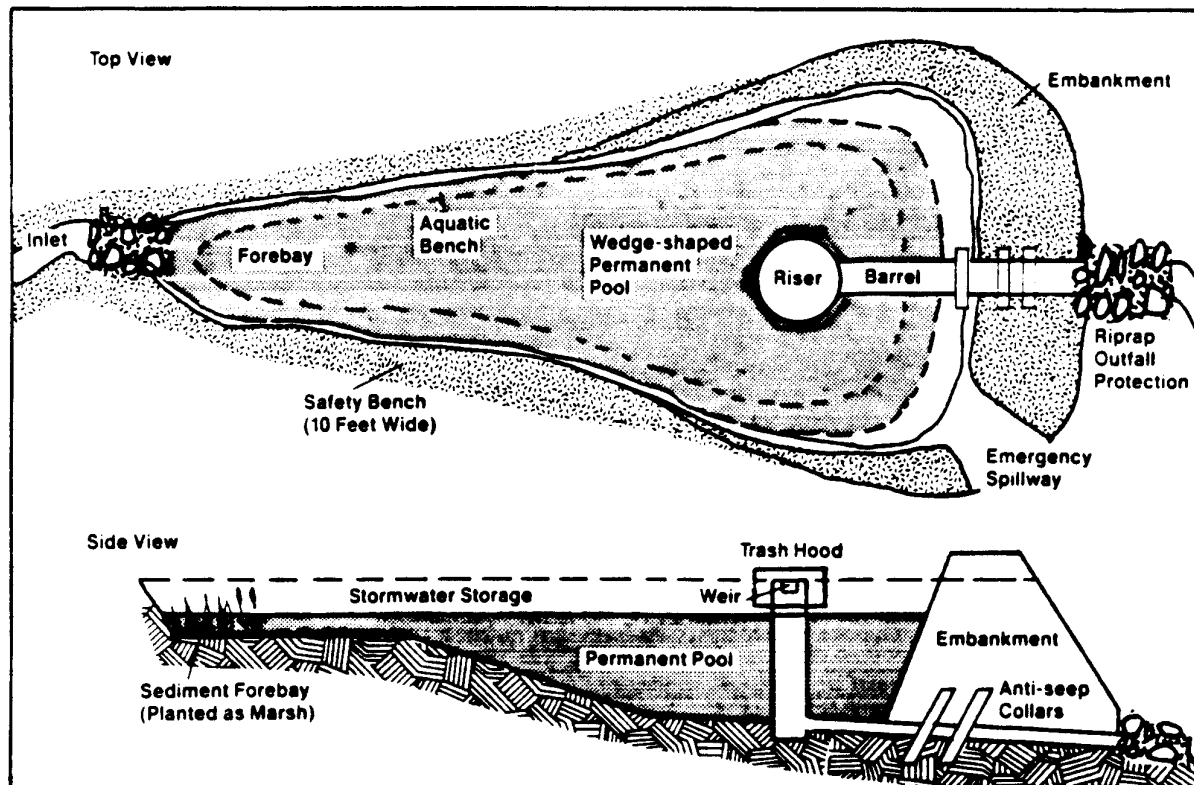 Top View
Embankment
Inlet
Forebay
Aquatic
Bench
Wedge-shaped
Permanent
Pool
Riser
Barrel
Riprap
Outfall
Protection
Safety Bench
(10 Feet Wide)
Emergency
Spillway
Side View
Trash Hood
Stormwater Storage
Weir
Permanent Pool
Embankment
Sediment Forebay
(Planted as Marsh)
Anti-seep
Collars